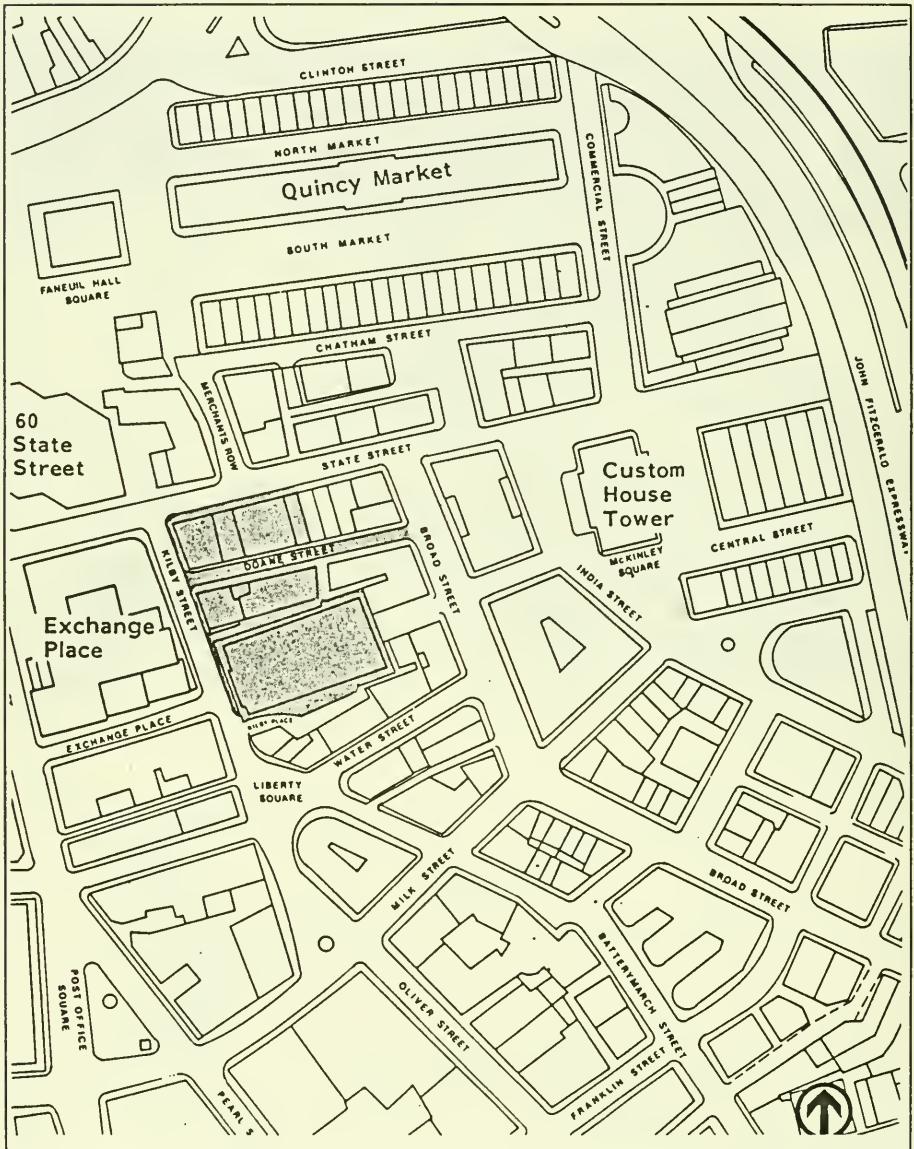 CLINTON STREET
NORTH MARKET
Quincy Market
COMMERCIAL STREET
SOUTH MARKET
FANEUIL HALL
SQUARE
CHATHAM STREET
MERCHANTS ROW
JOHN FITZGERALD EXPRESSWAY
60
State
Street
STATE STREET
Custom
House
Tower
McKINLEY
SQUARE
CENTRAL STREET
KILBY STREET
DOANE STREET
BROAD STREET
INDIA STREET
Exchange
Place
KILBY PLACE
EXCHANGE PLACE
WATER STREET
LIBERTY
SQUARE
MILK STREET
BROAD STREET
BATTERYMARCH STREET
POST OFFICE
SQUARE
OLIVER STREET
FRANKLIN STREET
PEARL S